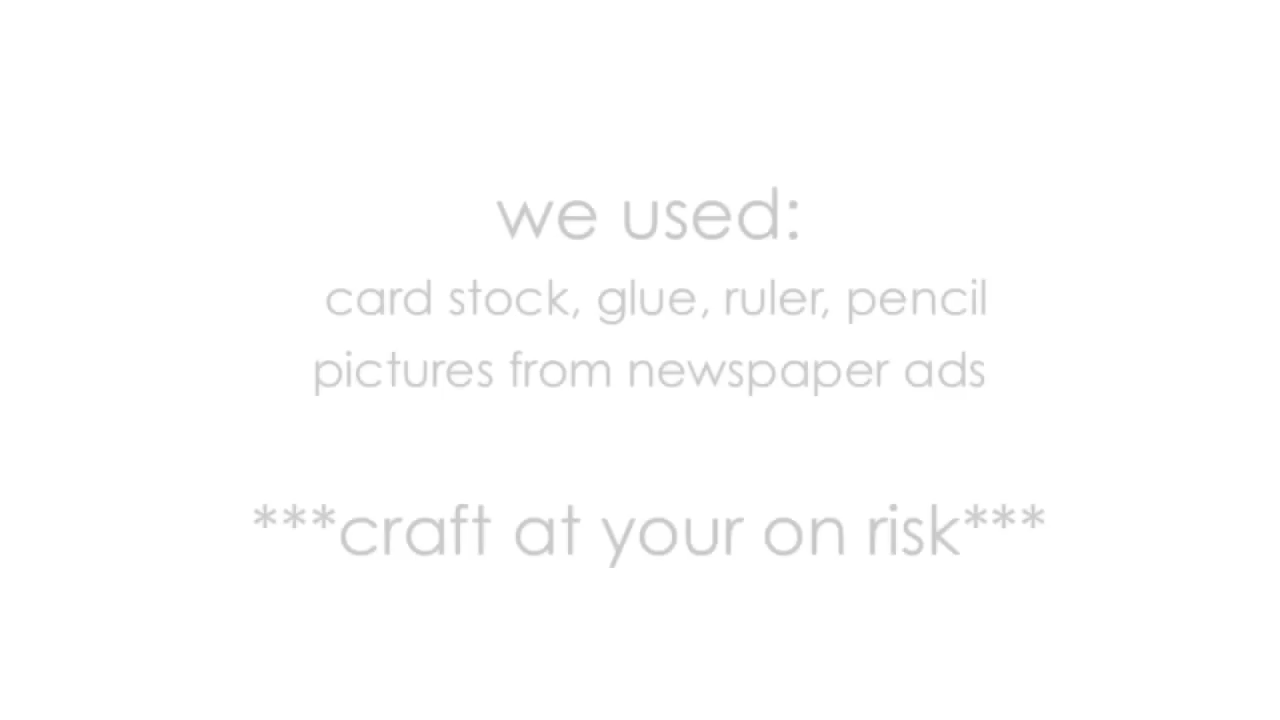 we used:
card stock, glue, ruler, pencil
pictures from newspaper ads
***craft at your on risk***